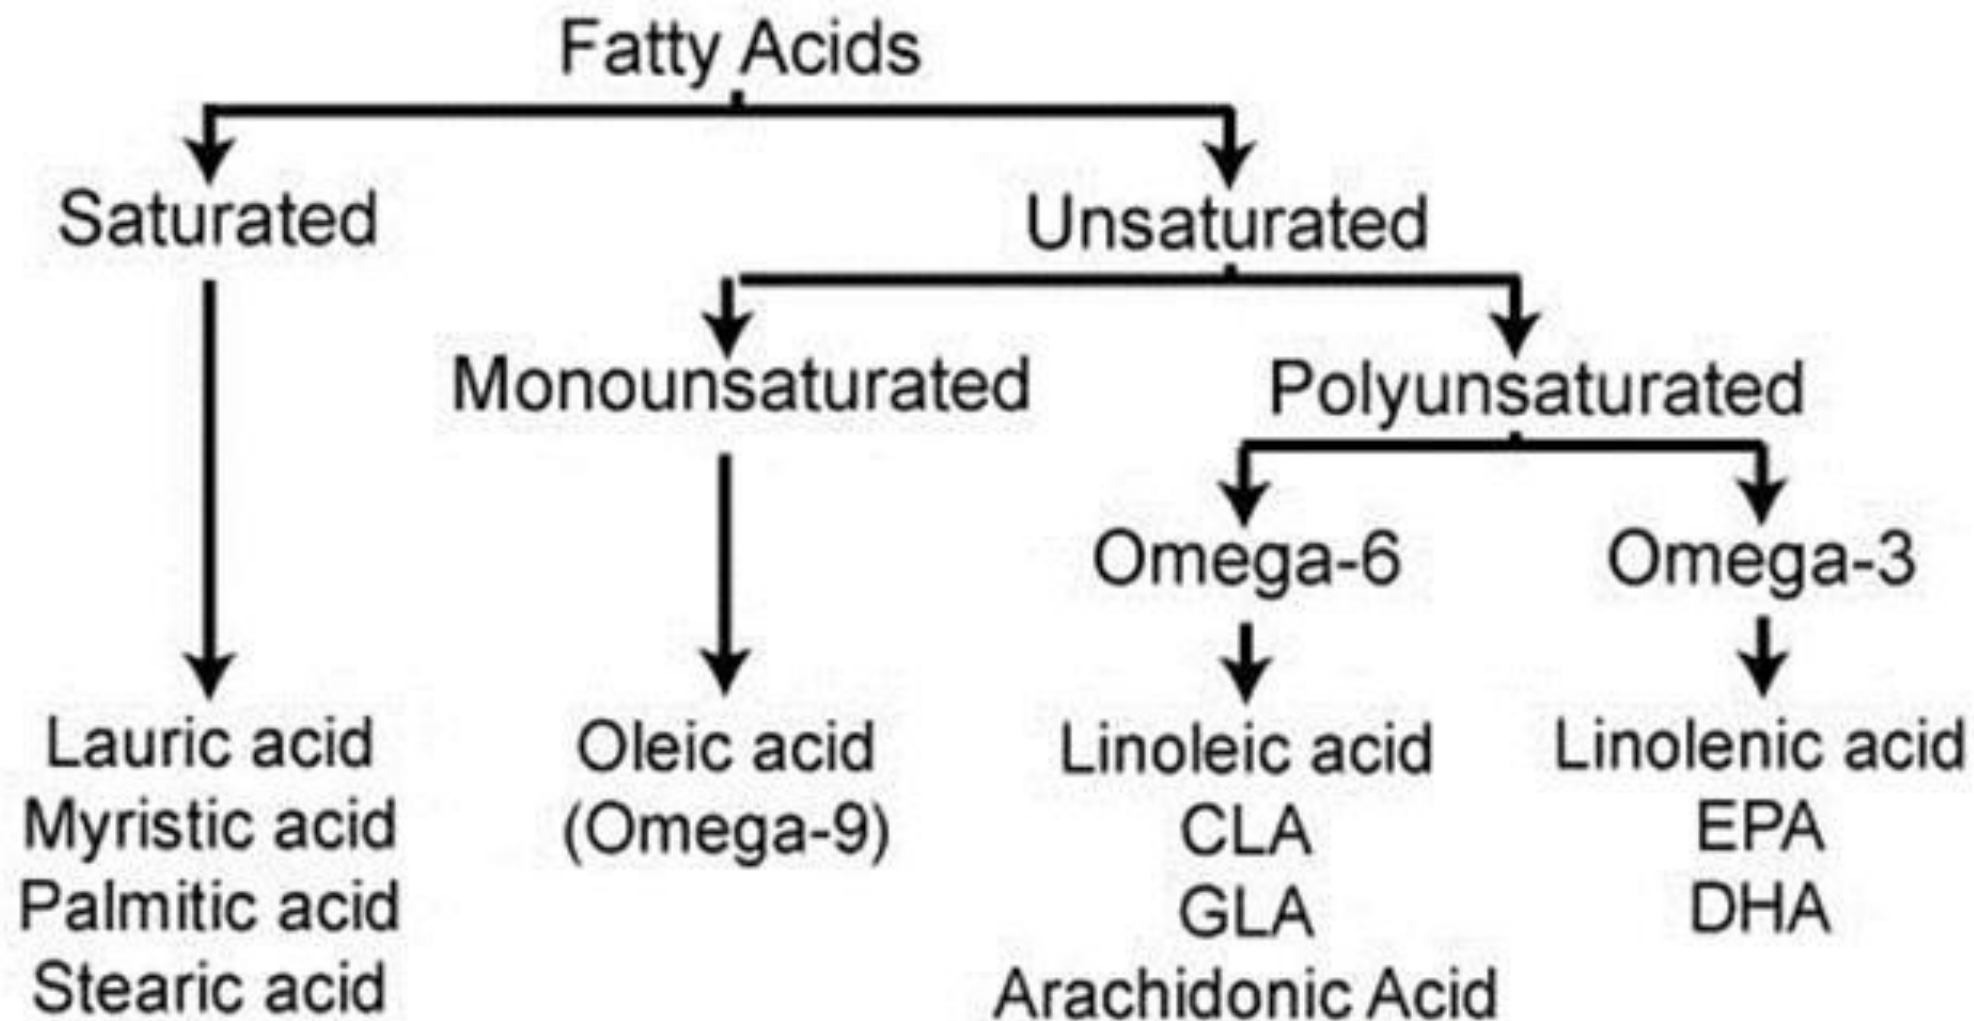 Fatty Acids
Saturated
Unsaturated
Monounsaturated
Polyunsaturated
Omega-6
Omega-3
Lauric acid
Myristic acid
Palmitic acid
Stearic acid
Oleic acid
(Omega-9)
Linoleic acid
CLA
GLA
Arachidonic Acid
Linolenic acid
EPA
DHA